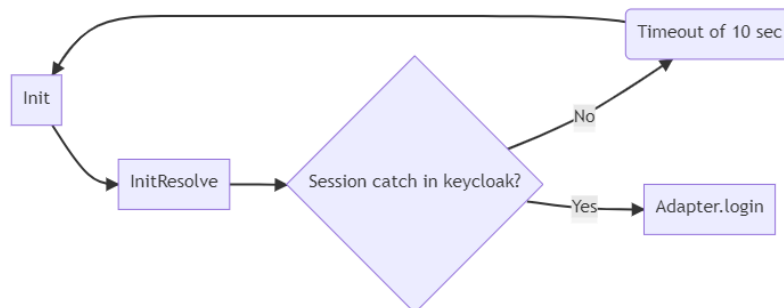 Timeout of 10 sec
Init
No
InitResolve
Session catch in keycloak?
Yes
Adapter.login